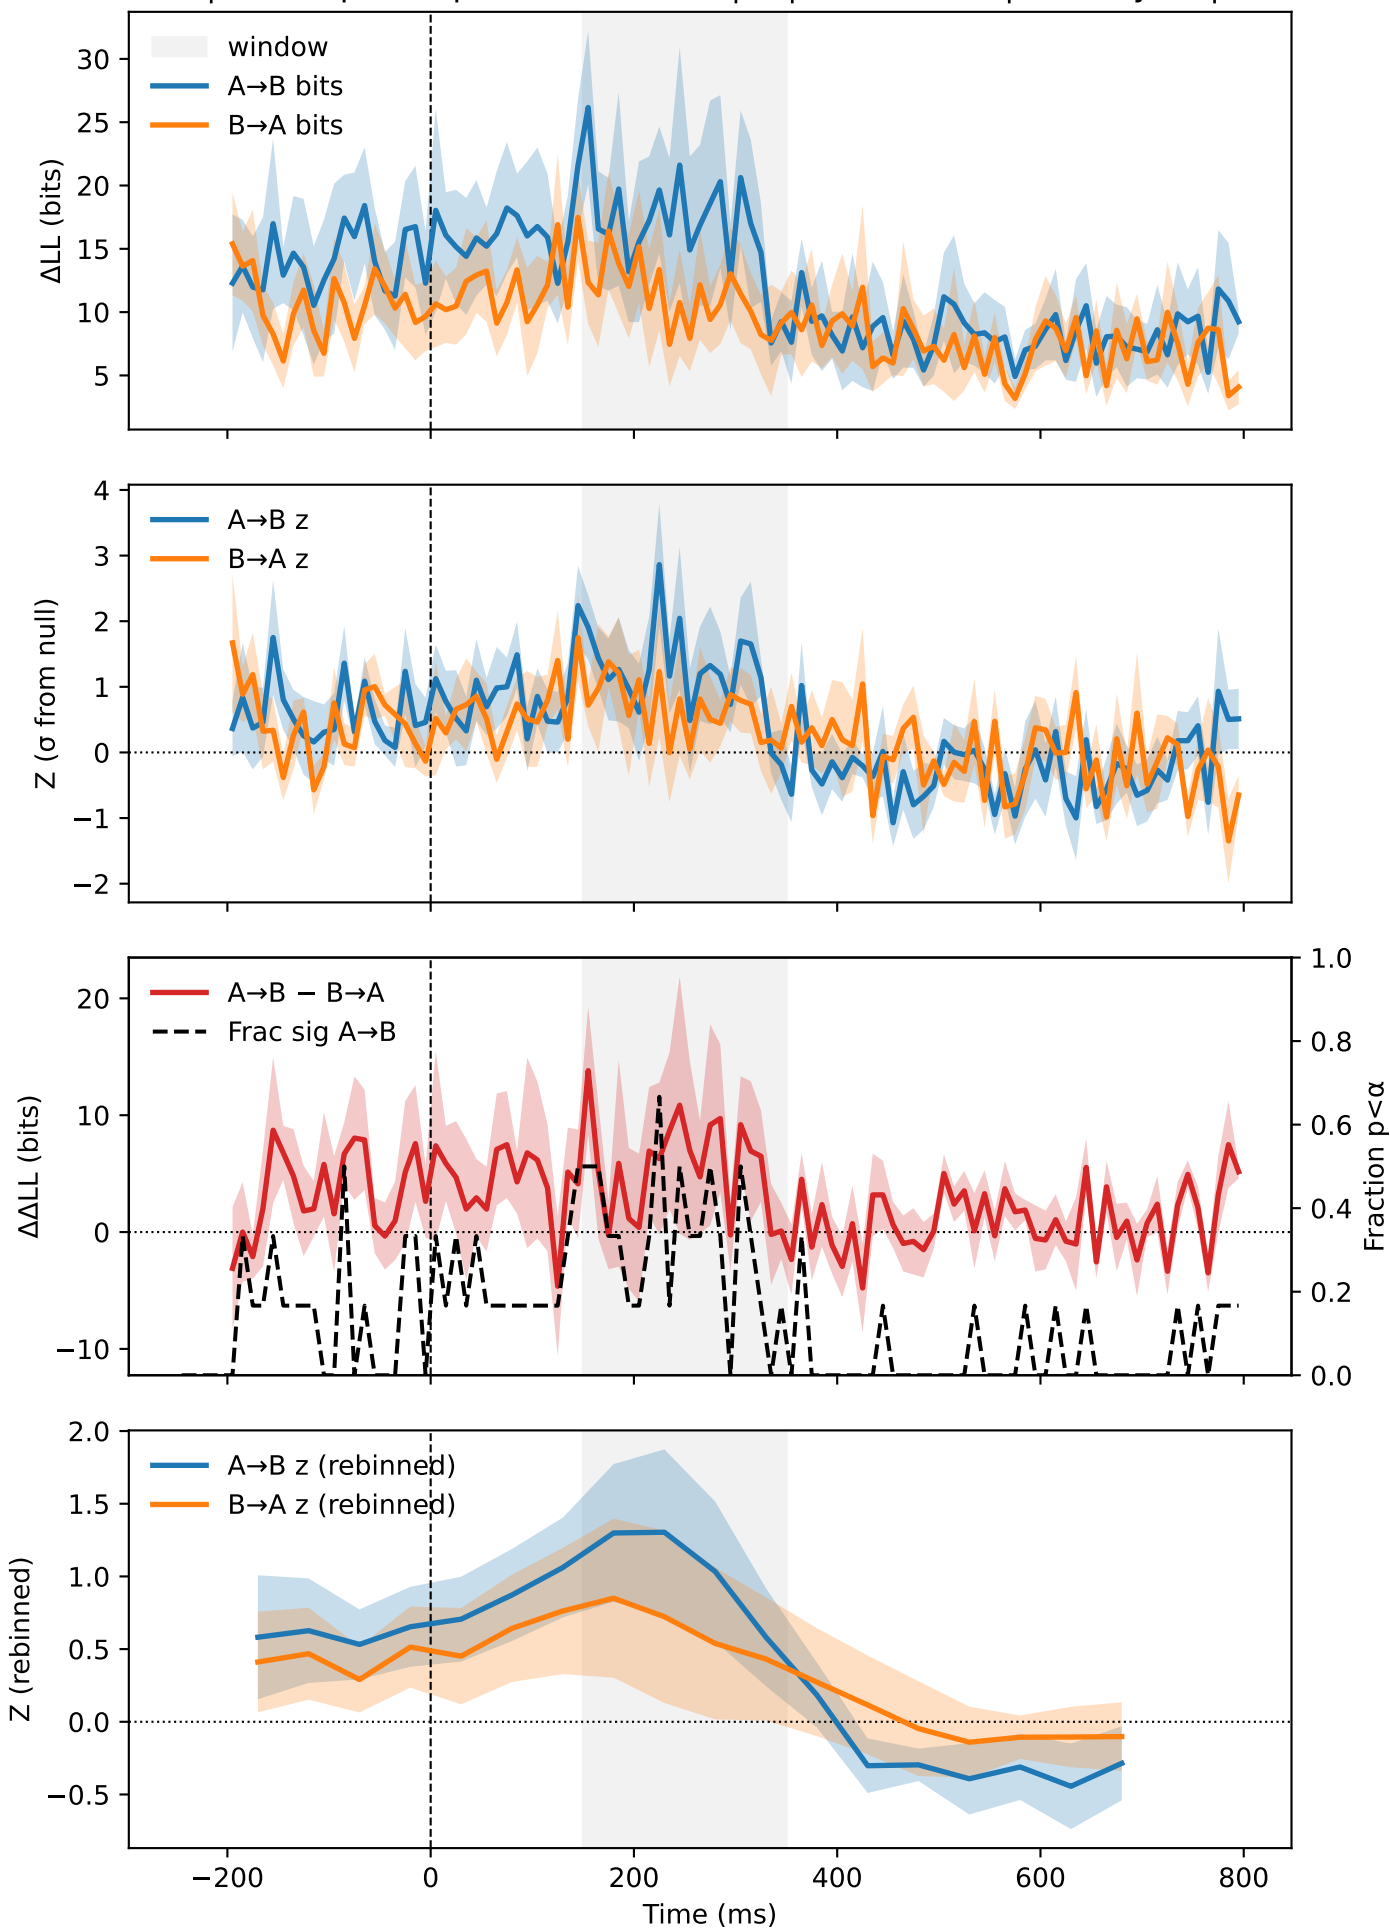 window
A→B bits
B→A bits
30
25
20
15
10
5
ΔLL (bits)
A→B z
B→A z
4
3
2
1
0
−1
−2
Z (σ from null)
A→B − B→A
Frac sig A→B
20
10
0
−10
ΔΔLL (bits)
1.0
0.8
0.6
0.4
0.2
0.0
Fraction p<α
A→B z (rebinned)
B→A z (rebinned)
2.0
1.5
1.0
0.5
0.0
−0.5
Z (rebinned)
−200 0 200 400 600 800
Time (ms)